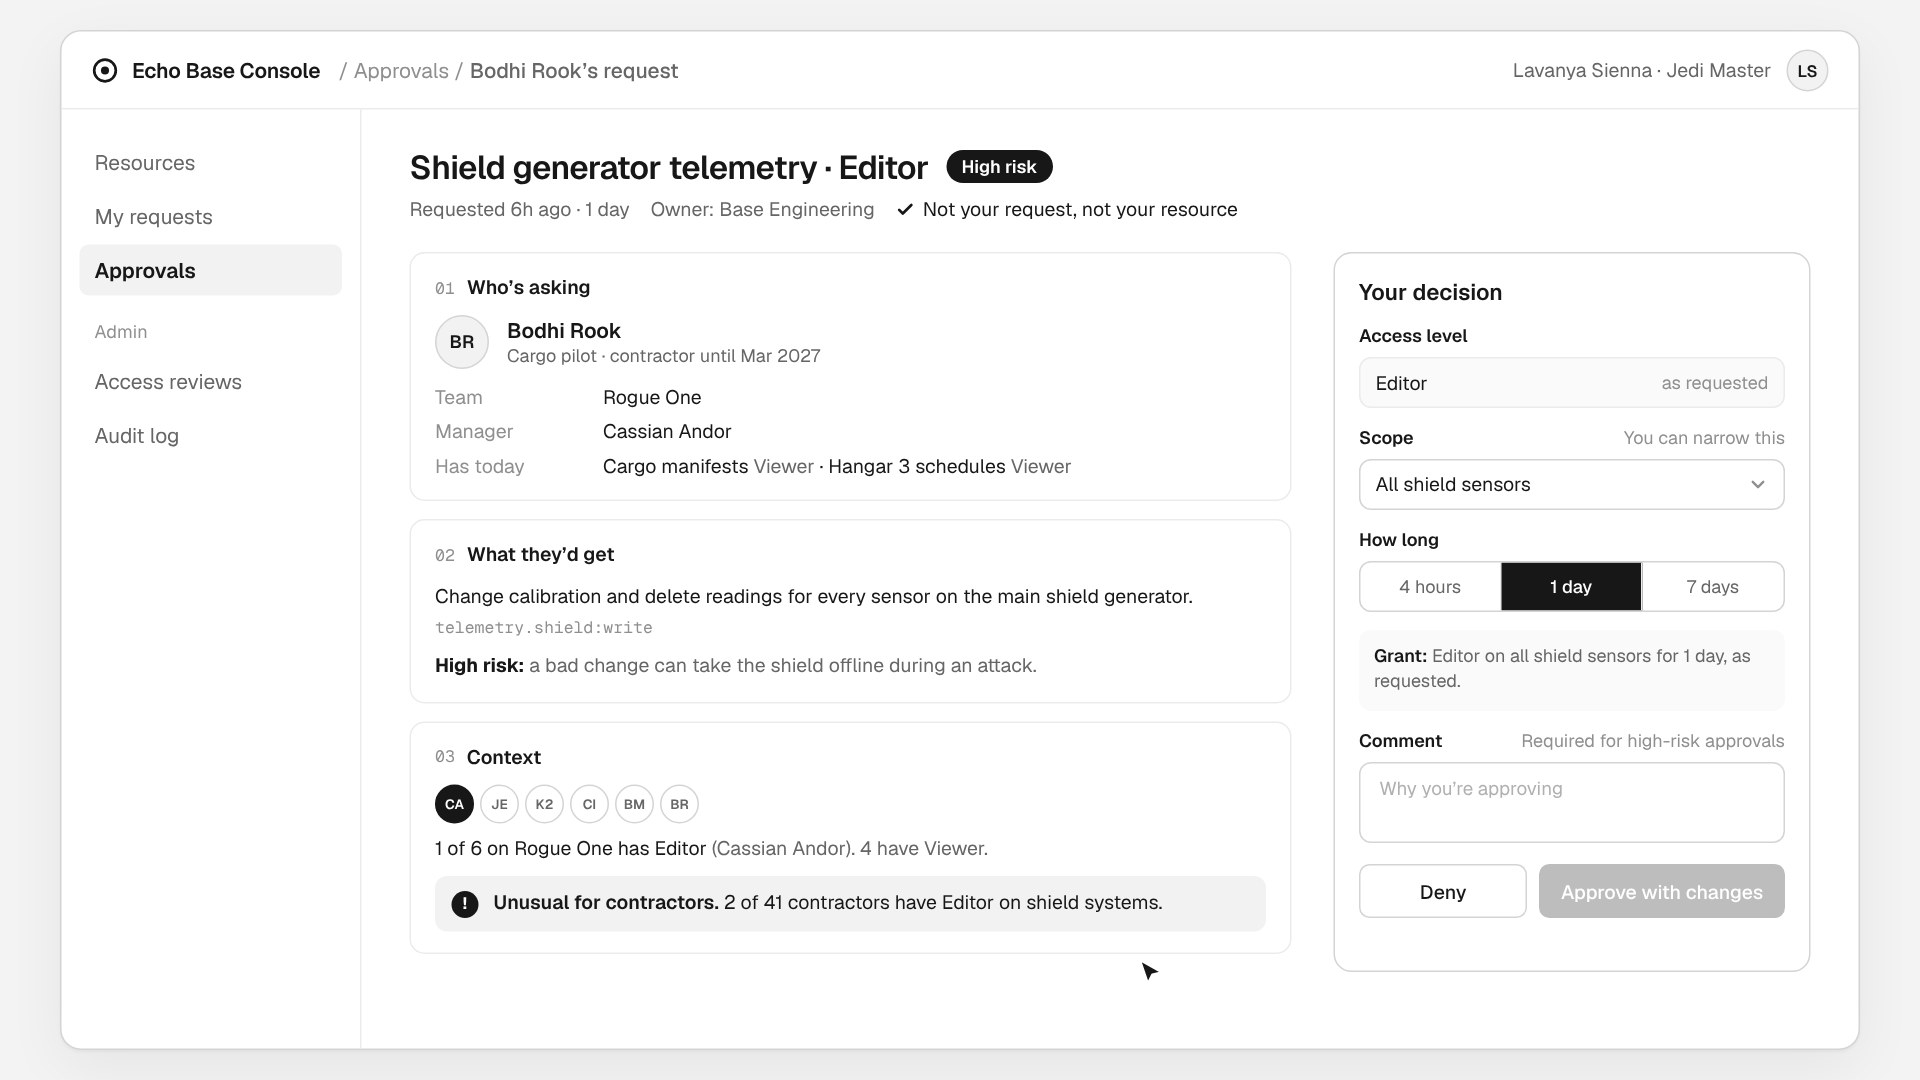 Echo Base Console / Approvals / Bodhi Rook’s request
Lavanya Sienna · Jedi Master LS
Resources
My requests
Approvals
Admin
Access reviews
Audit log
Shield generator telemetry · Editor High risk
Requested 6h ago · 1 day Owner: Base Engineering Not your request, not your resource
01 Who’s asking
BR
Bodhi Rook
Cargo pilot · contractor until Mar 2027
Team Rogue One
Manager Cassian Andor
Has today Cargo manifests Viewer · Hangar 3 schedules Viewer
02 What they’d get
Change calibration and delete readings for every sensor on the main shield generator.
telemetry.shield:write
High risk: a bad change can take the shield offline during an attack.
03 Context
CA JE K2 CI BM BR
1 of 6 on Rogue One has Editor (Cassian Andor). 4 have Viewer.
! Unusual for contractors. 2 of 41 contractors have Editor on shield systems.
Your decision
Access level
Editor as requested
Scope You can narrow this
All shield sensors
How long
4 hours 1 day 7 days
Grant: Editor on all shield sensors for 1 day, as
requested.
Comment Required for high-risk approvals
Why you’re approving
Deny Approve with changes